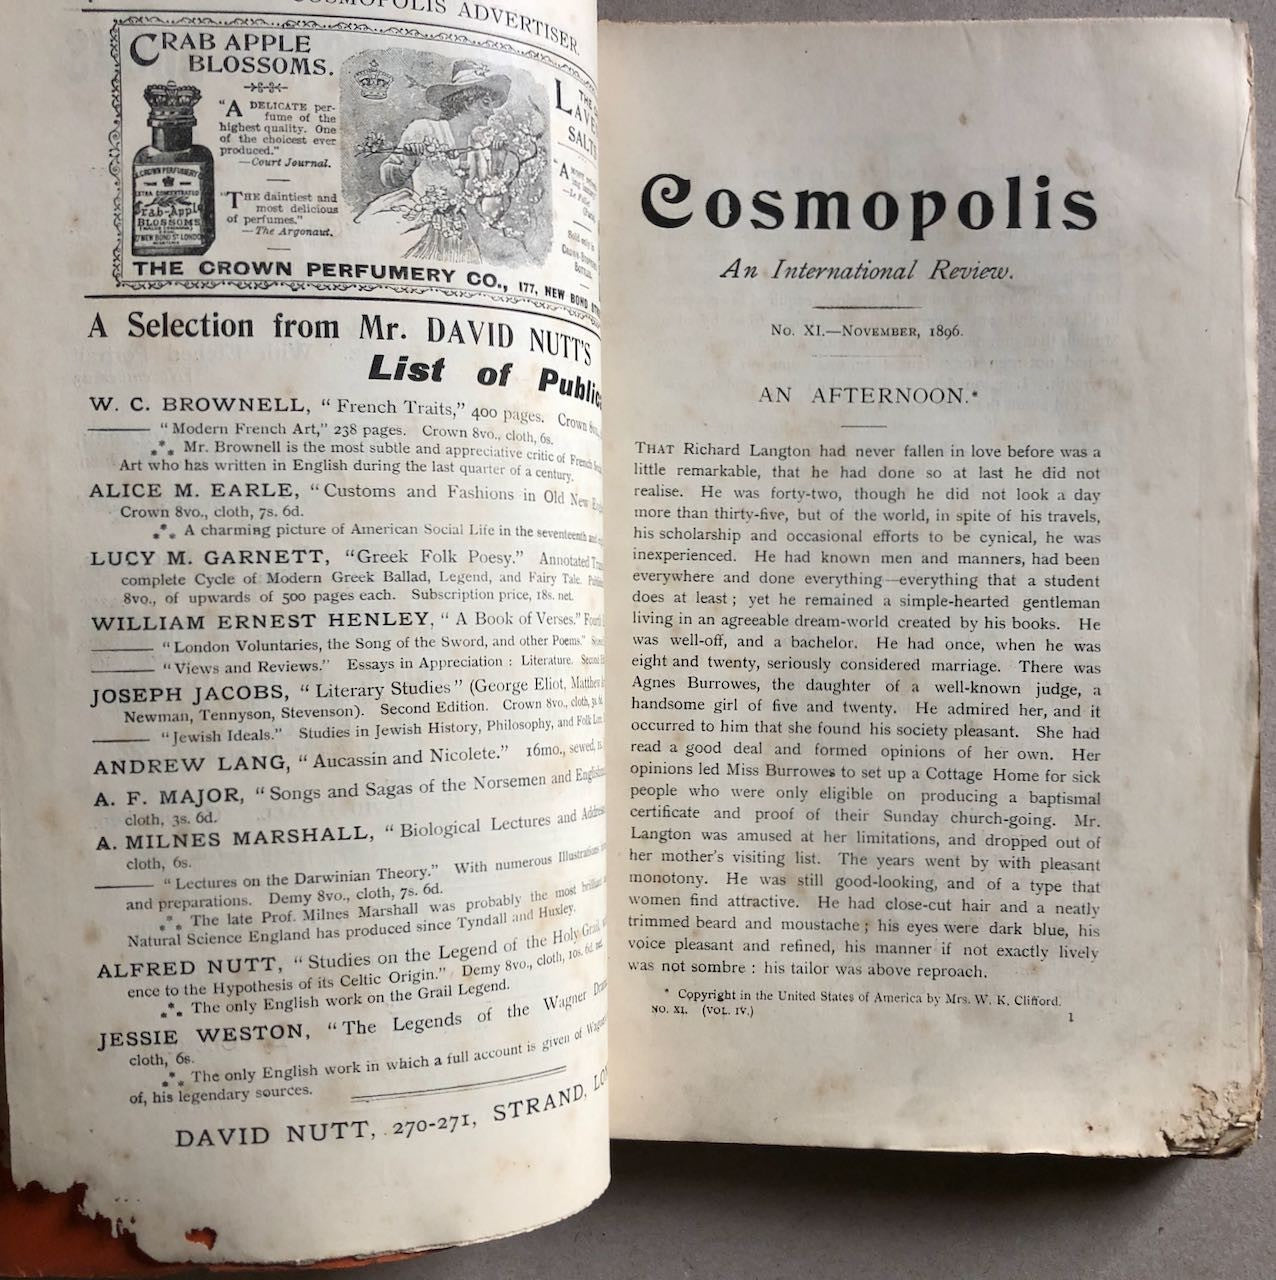 COSMOPOLIS ADVERTISER.
CRAB APPLE
BLOSSOMS.
"A DELICATE per-
fume of the
highest quality. One
of the choicest ever
produced."
—Court Journal.
"THE daintiest and
most delicious
of perfumes."
—The Argonaut.
CROWN PERFUMERY
EXTRA CONCENTRATED
Crab-Apple
BLOSSOMS
NEW BOND ST LONDON
LAVE
SALTS
THE CROWN PERFUMERY CO., 177, NEW BOND
A Selection from Mr. DAVID NUTT'S
List of Public
W. C. BROWNELL, "French Traits," 400 pages. Crown 8vo.,
——— "Modern French Art," 238 pages. Crown 8vo., cloth, 6s.
⁂ Mr. Brownell is the most subtle and appreciative critic of French
Art who has written in English during the last quarter of a century.
ALICE M. EARLE, "Customs and Fashions in Old New
Crown 8vo., cloth, 7s. 6d.
⁂ A charming picture of American Social Life in the seventeenth and
LUCY M. GARNETT, "Greek Folk Poesy." Annotated
complete Cycle of Modern Greek Ballad, Legend, and Fairy Tale.
8vo., of upwards of 500 pages each. Subscription price, 18s. net.
WILLIAM ERNEST HENLEY, "A Book of Verses."
——— "London Voluntaries, the Song of the Sword, and other Poems."
——— "Views and Reviews." Essays in Appreciation : Literature. Second
JOSEPH JACOBS, "Literary Studies" (George Eliot, Matthew
Newman, Tennyson, Stevenson). Second Edition. Crown 8vo., cloth,
——— "Jewish Ideals." Studies in Jewish History, Philosophy, and Folk
ANDREW LANG, "Aucassin and Nicolete." 16mo., sewed,
A. F. MAJOR, "Songs and Sagas of the Norsemen and
cloth, 3s. 6d.
A. MILNES MARSHALL, "Biological Lectures and
cloth, 6s.
——— "Lectures on the Darwinian Theory." With numerous Illustrations
and preparations. Demy 8vo., cloth, 7s. 6d.
⁂ The late Prof. Milnes Marshall was probably the most brilliant
Natural Science England has produced since Tyndall and Huxley.
ALFRED NUTT, "Studies on the Legend of the Holy Grail,
ence to the Hypothesis of its Celtic Origin." Demy 8vo., cloth, 10s. 6d. net.
⁂ The only English work on the Grail Legend.
JESSIE WESTON, "The Legends of the Wagner
cloth, 6s.
⁂ The only English work in which a full account is given of
of, his legendary sources.
DAVID NUTT, 270-271, STRAND,
Cosmopolis
An International Review.
No. XI.—NOVEMBER, 1896.
AN AFTERNOON.*
THAT Richard Langton had never fallen in love before was a
little remarkable, that he had done so at last he did not
realise. He was forty-two, though he did not look a day
more than thirty-five, but of the world, in spite of his travels,
his scholarship and occasional efforts to be cynical, he was
inexperienced. He had known men and manners, had been
everywhere and done everything—everything that a student
does at least ; yet he remained a simple-hearted gentleman
living in an agreeable dream-world created by his books. He
was well-off, and a bachelor. He had once, when he was
eight and twenty, seriously considered marriage. There was
Agnes Burrowes, the daughter of a well-known judge, a
handsome girl of five and twenty. He admired her, and it
occurred to him that she found his society pleasant. She had
read a good deal and formed opinions of her own. Her
opinions led Miss Burrowes to set up a Cottage Home for sick
people who were only eligible on producing a baptismal
certificate and proof of their Sunday church-going. Mr.
Langton was amused at her limitations, and dropped out of
her mother's visiting list. The years went by with pleasant
monotony. He was still good-looking, and of a type that
women find attractive. He had close-cut hair and a neatly
trimmed beard and moustache ; his eyes were dark blue, his
voice pleasant and refined, his manner if not exactly lively
was not sombre : his tailor was above reproach.
* Copyright in the United States of America by Mrs. W. K. Clifford.
NO. XI. (VOL. IV.) 1